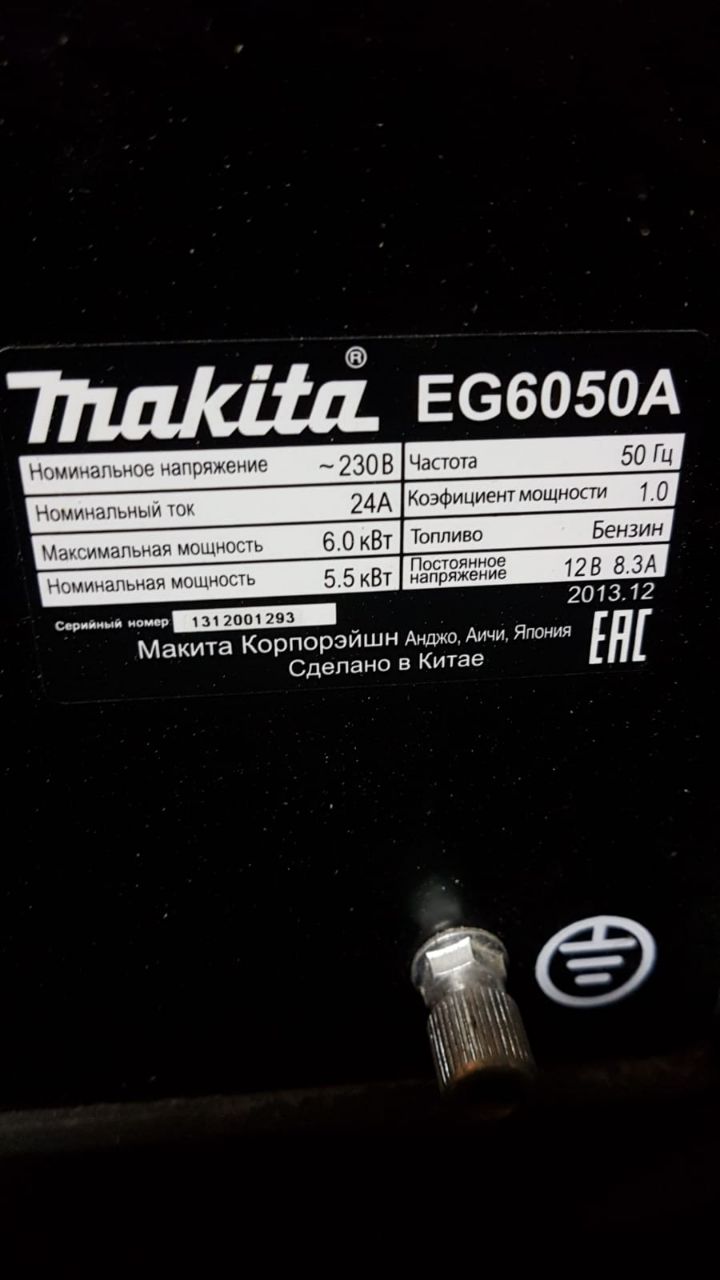 makita® EG6050A
Номинальное напряжение ~230В
Номинальный ток 24А
Максимальная мощность 6.0 кВт
Номинальная мощность 5.5 кВт
Частота 50 Гц
Коэфициент мощности 1.0
Топливо Бензин
Постоянное напряжение 12В 8.3А
2013.12
Серийный номер 1312001293
Макита Корпорэйшн Анджо, Аичи, Япония
Сделано в Китае
EAC